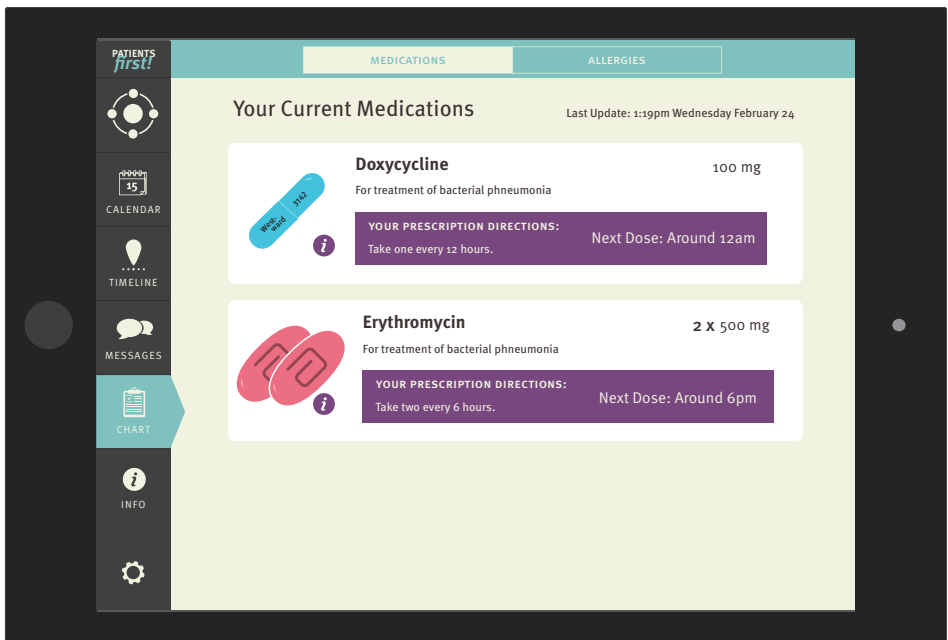 PATIENTS
first!
MEDICATIONS
ALLERGIES
Your Current Medications
Last Update: 1:19pm Wednesday February 24
15
CALENDAR
TIMELINE
MESSAGES
CHART
i
INFO
West-
ward
3142
i
Doxycycline
100 mg
For treatment of bacterial phneumonia
YOUR PRESCRIPTION DIRECTIONS:
Take one every 12 hours.
Next Dose: Around 12am
i
Erythromycin
2 x 500 mg
For treatment of bacterial phneumonia
YOUR PRESCRIPTION DIRECTIONS:
Take two every 6 hours.
Next Dose: Around 6pm